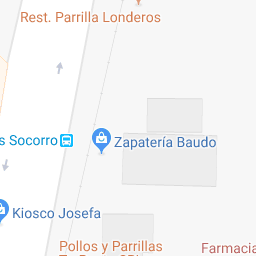 Rest. Parrilla Londeros
s Socorro
Zapatería Baudo
Kiosco Josefa
Pollos y Parrillas
Farmacia